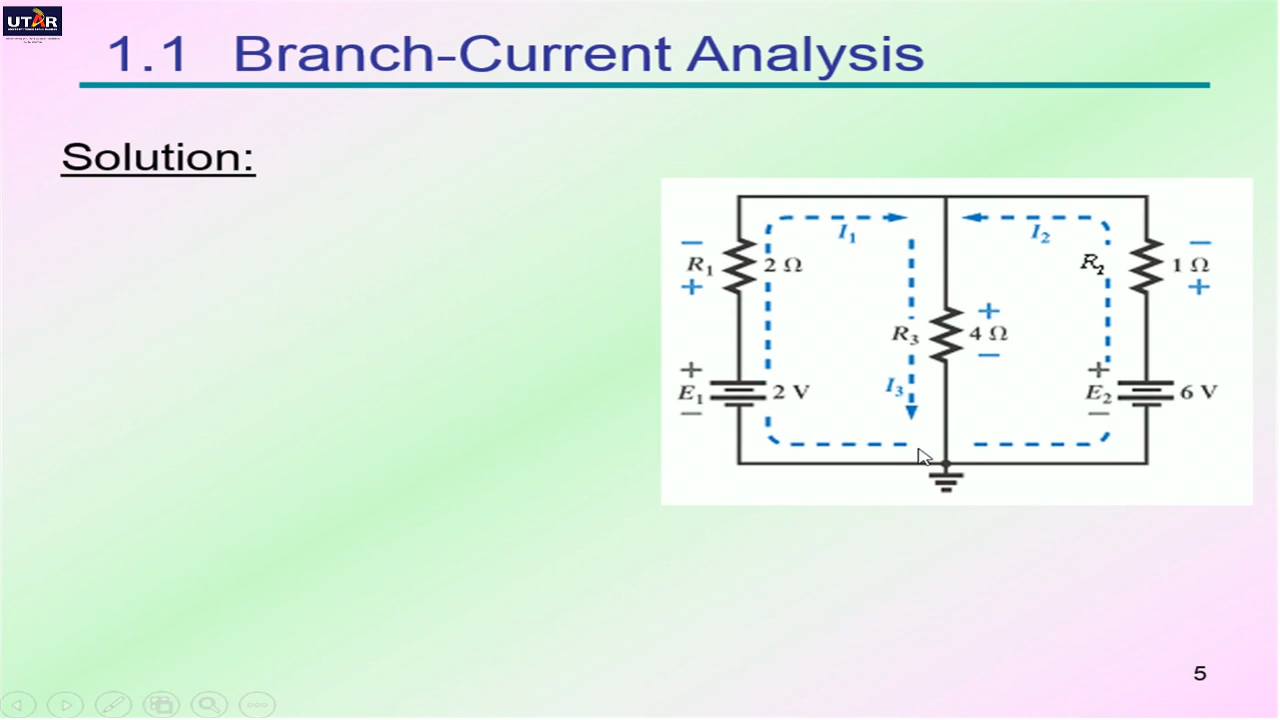 UTAR
1.1 Branch-Current Analysis
Solution:
I1
I2
−
R1
2 Ω
+
R2
1 Ω
−
+
R3
4 Ω
+
−
I3
+
E1
2 V
−
+
E2
6 V
−
5